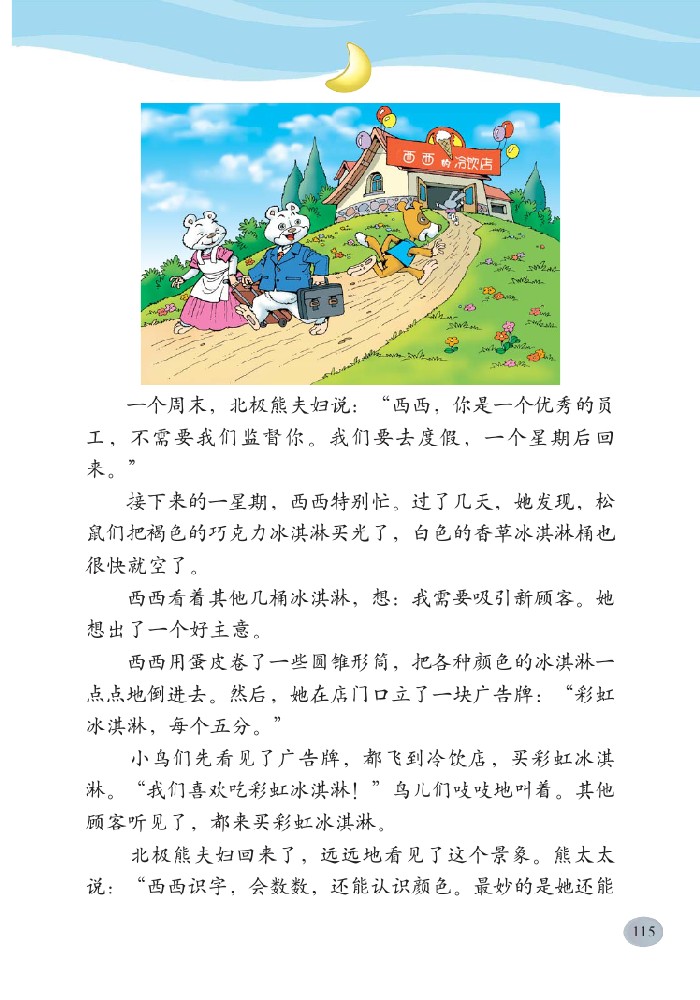 西西的冷饮店
一个周末，北极熊夫妇说：“西西，你是一个优秀的员
工，不需要我们监督你。我们要去度假，一个星期后回
来。”
接下来的一星期，西西特别忙。过了几天，她发现，松
鼠们把褐色的巧克力冰淇淋买光了，白色的香草冰淇淋桶也
很快就空了。
西西看着其他几桶冰淇淋，想：我需要吸引新顾客。她
想出了一个好主意。
西西用蛋皮卷了一些圆锥形筒，把各种颜色的冰淇淋一
点点地倒进去。然后，她在店门口立了一块广告牌：“彩虹
冰淇淋，每个五分。”
小鸟们先看见了广告牌，都飞到冷饮店，买彩虹冰淇
淋。“我们喜欢吃彩虹冰淇淋！”鸟儿们吱吱地叫着。其他
顾客听见了，都来买彩虹冰淇淋。
北极熊夫妇回来了，远远地看见了这个景象。熊太太
说：“西西识字，会数数，还能认识颜色。最妙的是她还能
115